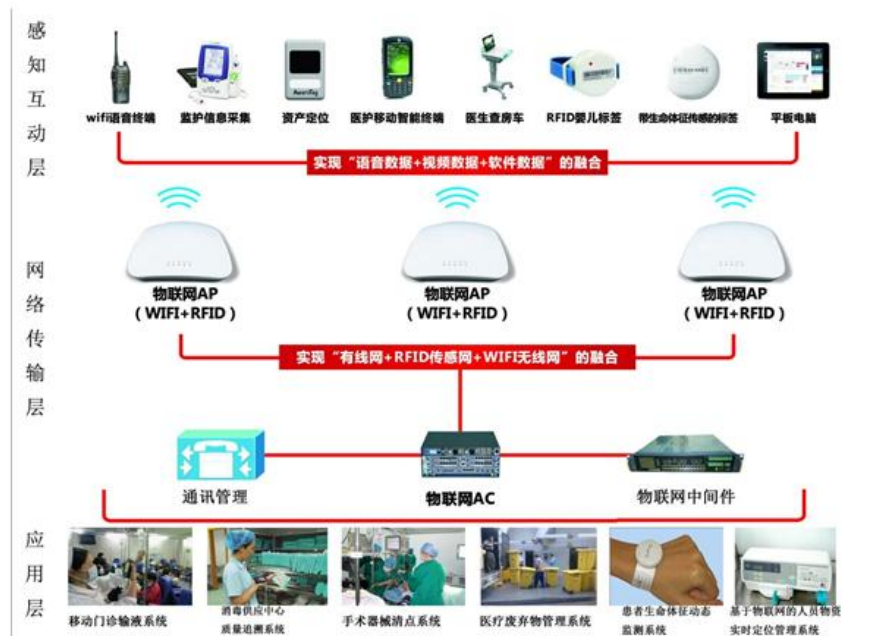 感知互动层
wifi语音终端
监护信息采集
资产定位
医护移动智能终端
医生查房车
RFID婴儿标签
带生命体征传感的标签
平板电脑
实现“语音数据+视频数据+软件数据”的融合
网络传输层
物联网AP
（WIFI+RFID）
物联网AP
（WIFI+RFID）
物联网AP
（WIFI+RFID）
实现“有线网+RFID传感网+WIFI无线网”的融合
通讯管理
物联网AC
物联网中间件
应用层
移动门诊输液系统
消毒供应中心
质量追溯系统
手术器械清点系统
医疗废弃物管理系统
患者生命体征动态
监测系统
基于物联网的人员物资
实时定位管理系统